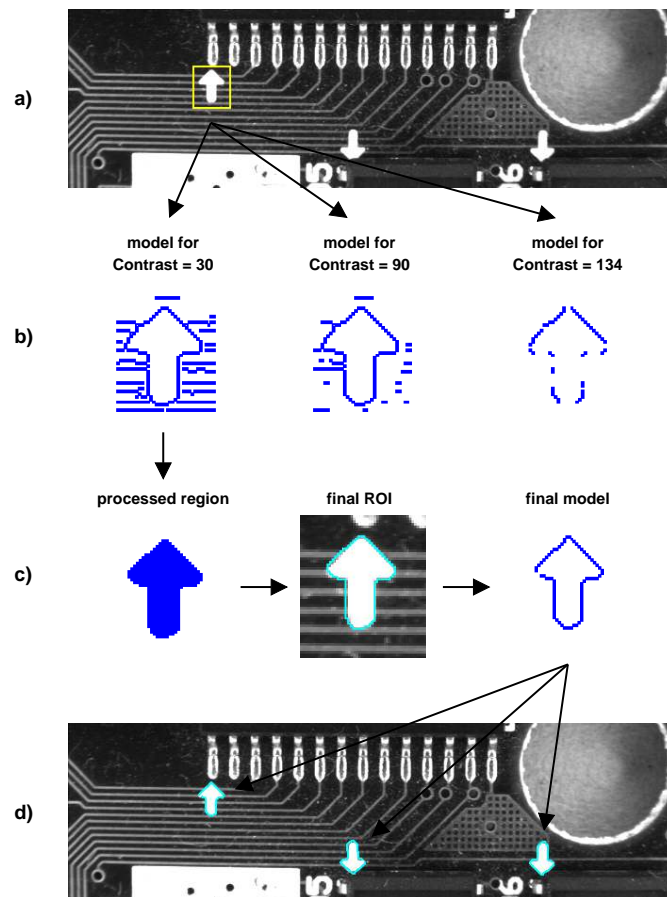 a)
model for
Contrast = 30
model for
Contrast = 90
model for
Contrast = 134
b)
processed region
final ROI
final model
c)
d)